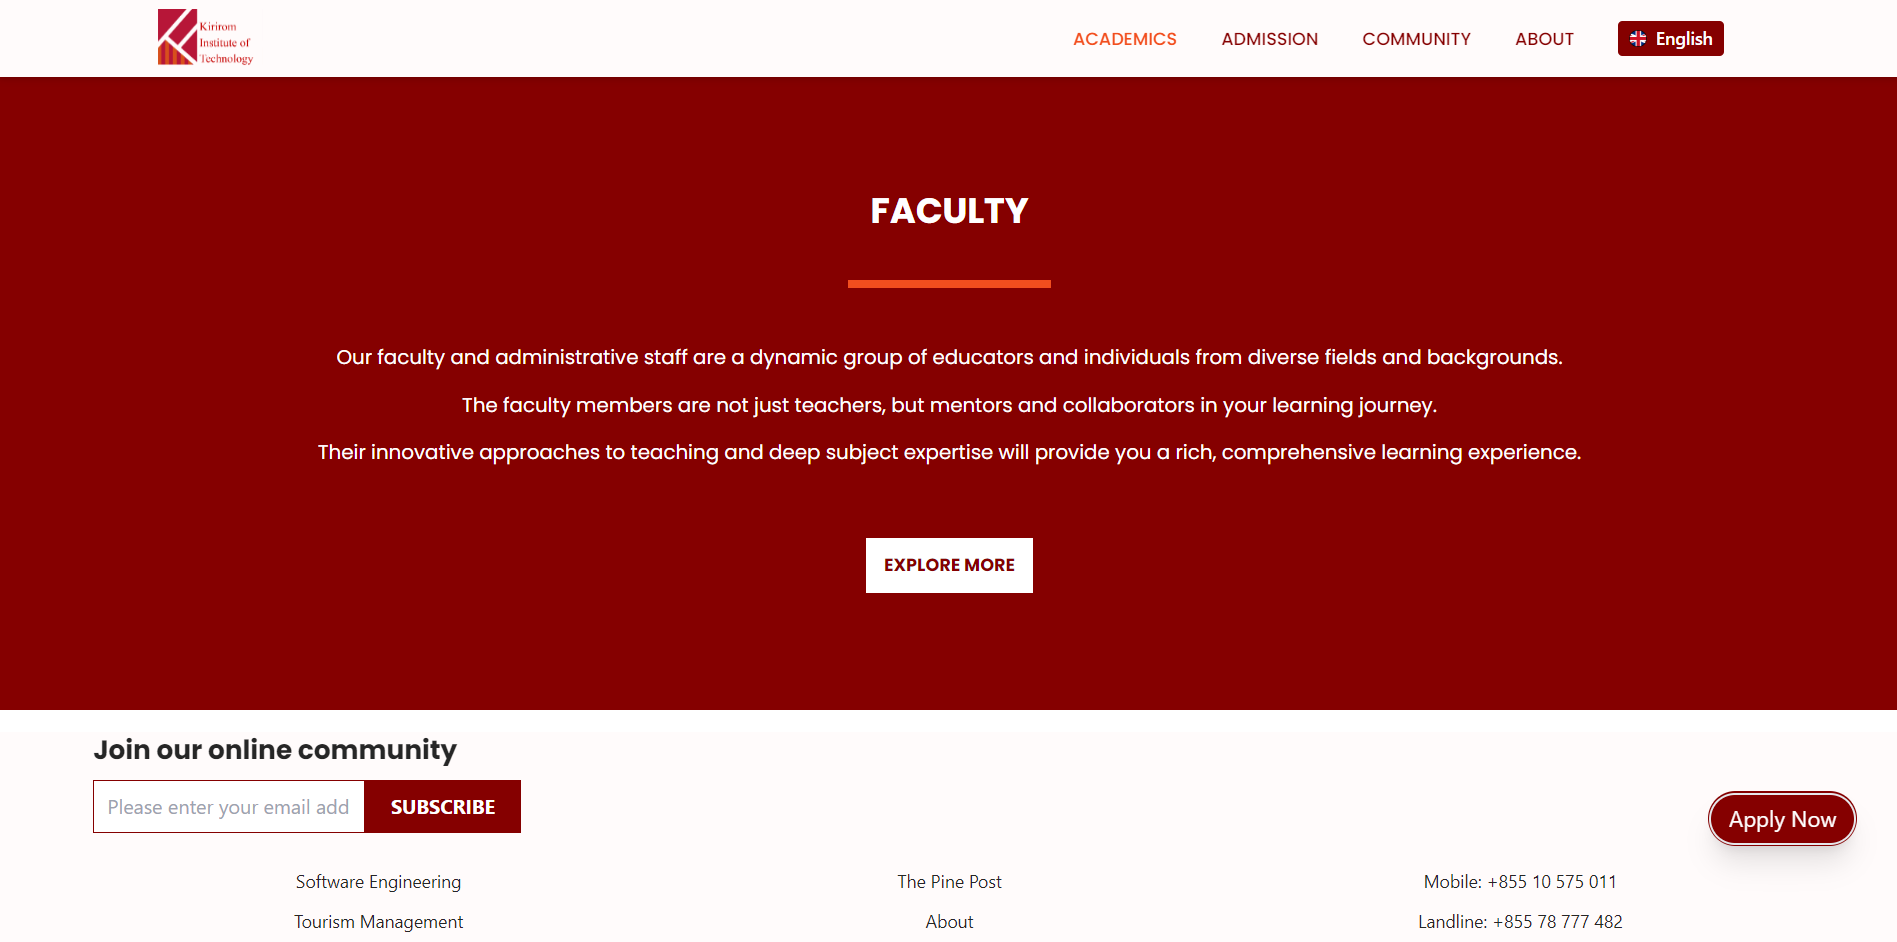 Kirirom
Institute of
Technology
ACADEMICS
ADMISSION
COMMUNITY
ABOUT
English
FACULTY
Our faculty and administrative staff are a dynamic group of educators and individuals from diverse fields and backgrounds.
The faculty members are not just teachers, but mentors and collaborators in your learning journey.
Their innovative approaches to teaching and deep subject expertise will provide you a rich, comprehensive learning experience.
EXPLORE MORE
Join our online community
Please enter your email add
SUBSCRIBE
Apply Now
Software Engineering
The Pine Post
Mobile: +855 10 575 011
Tourism Management
About
Landline: +855 78 777 482